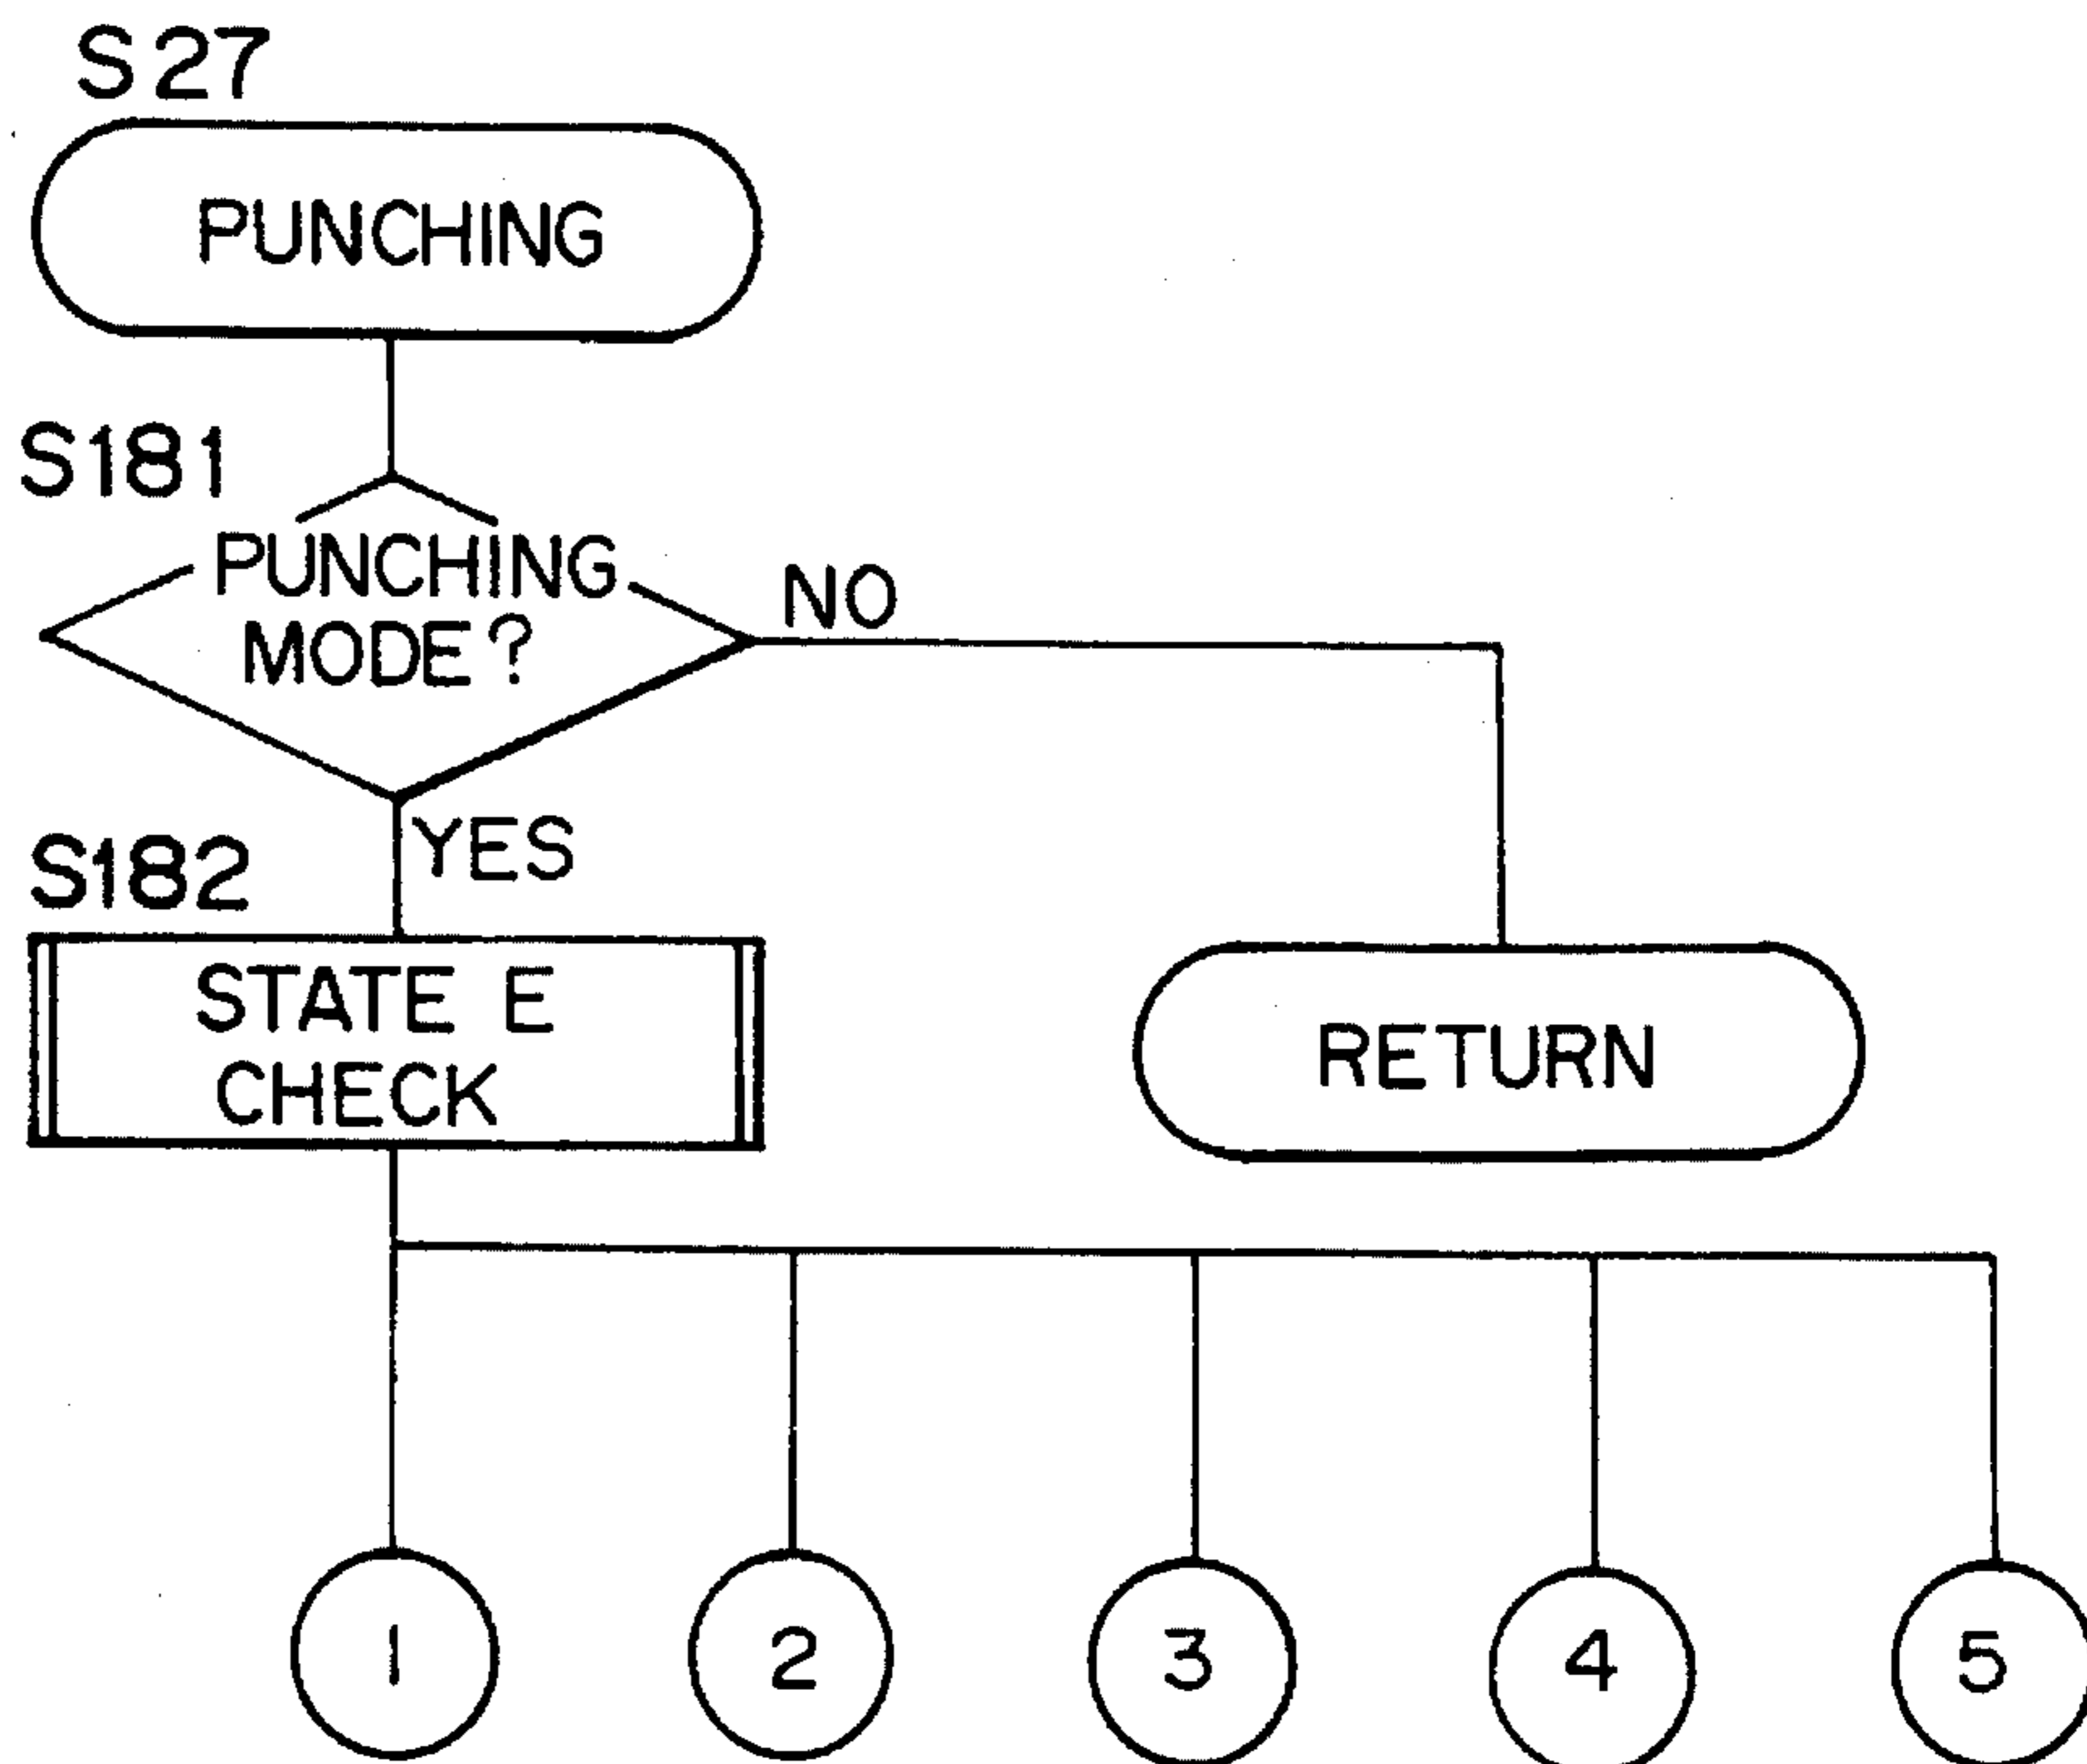 S27
PUNCHING
S181
PUNCHING
MODE?
NO
YES
S182
STATE E
CHECK
RETURN
1
2
3
4
5